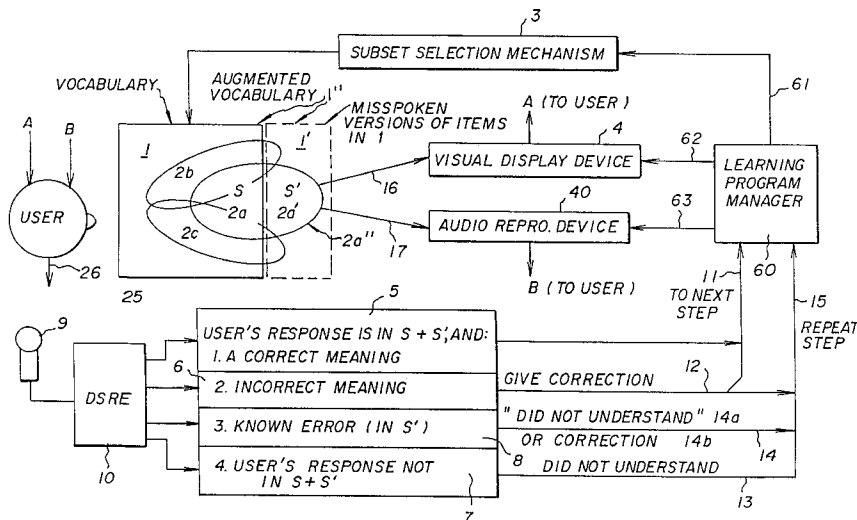 3
SUBSET SELECTION MECHANISM
61
VOCABULARY
AUGMENTED
VOCABULARY
1"
MISSPOKEN
VERSIONS OF ITEMS
IN 1
A (TO USER)
4
VISUAL DISPLAY DEVICE
62
LEARNING
PROGRAM
MANAGER
60
A
B
USER
26
1
1'
2b
S
2a
2c
S'
2a'
2a"
16
17
40
AUDIO REPRO. DEVICE
63
B (TO USER)
25
11
TO NEXT
STEP
15
REPEAT
STEP
5
USER'S RESPONSE IS IN S + S', AND:
1. A CORRECT MEANING
6
2. INCORRECT MEANING
GIVE CORRECTION
12
3. KNOWN ERROR (IN S')
8
"DID NOT UNDERSTAND" 14a
OR CORRECTION 14b
14
4. USER'S RESPONSE NOT
IN S + S'
7
DID NOT UNDERSTAND
13
9
DSRE
10